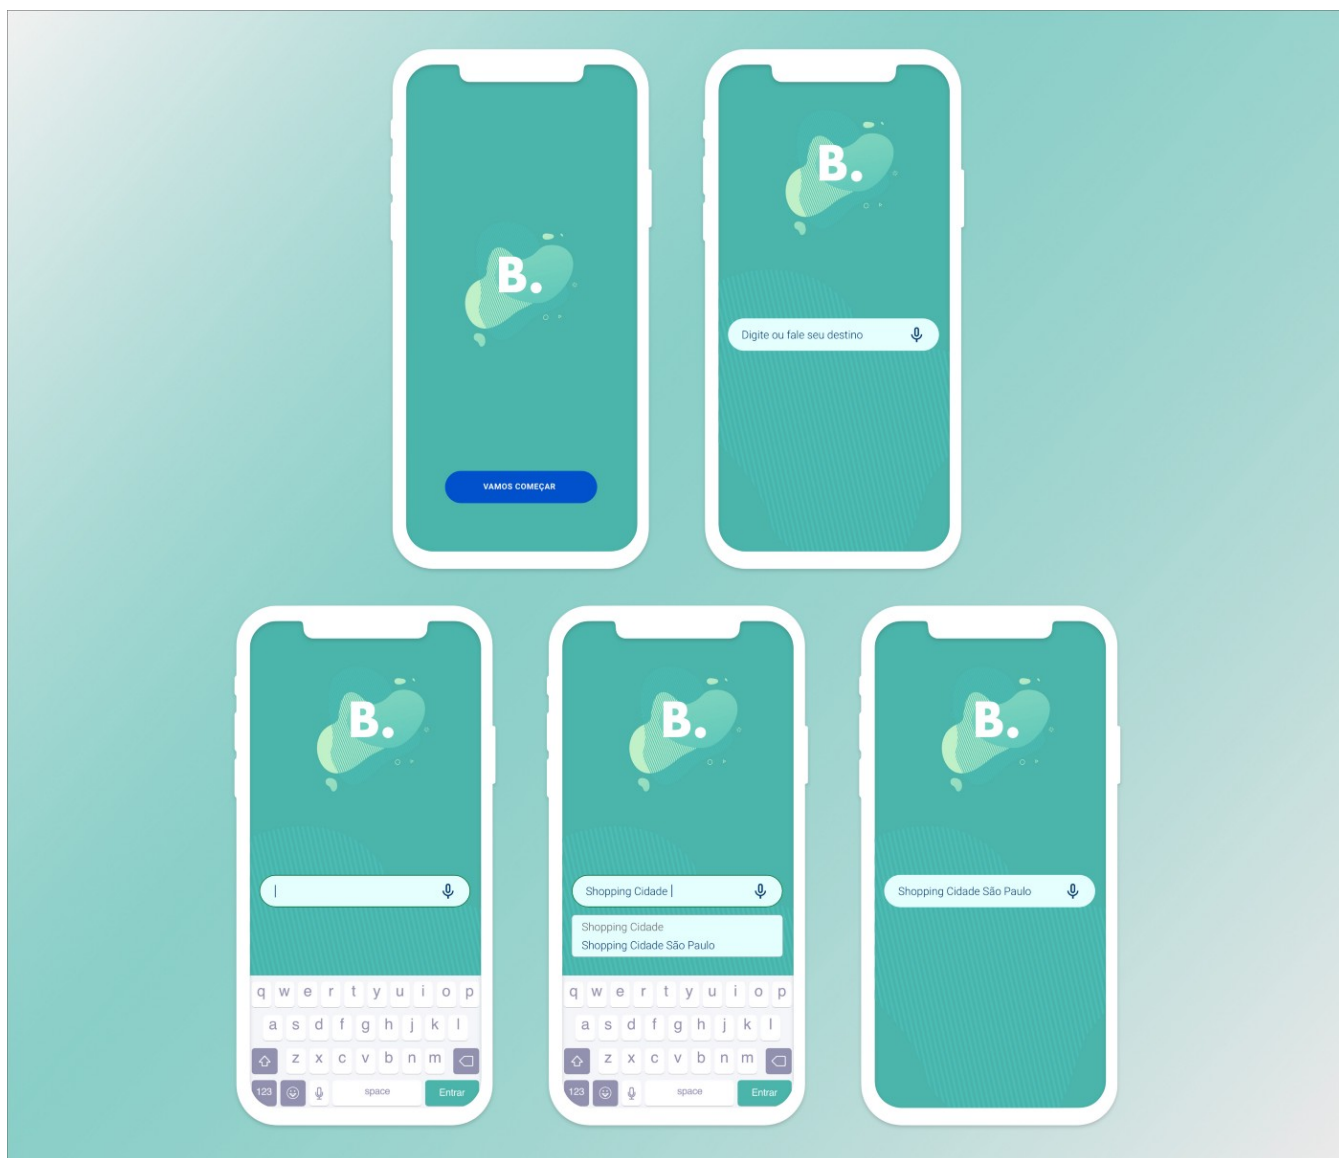 B.
VAMOS COMEÇAR
B.
Digite ou fale seu destino
B.
q w e r t y u i o p
a s d f g h j k l
z x c v b n m
123 space Entrar
B.
Shopping Cidade
Shopping Cidade
Shopping Cidade São Paulo
q w e r t y u i o p
a s d f g h j k l
z x c v b n m
123 space Entrar
B.
Shopping Cidade São Paulo